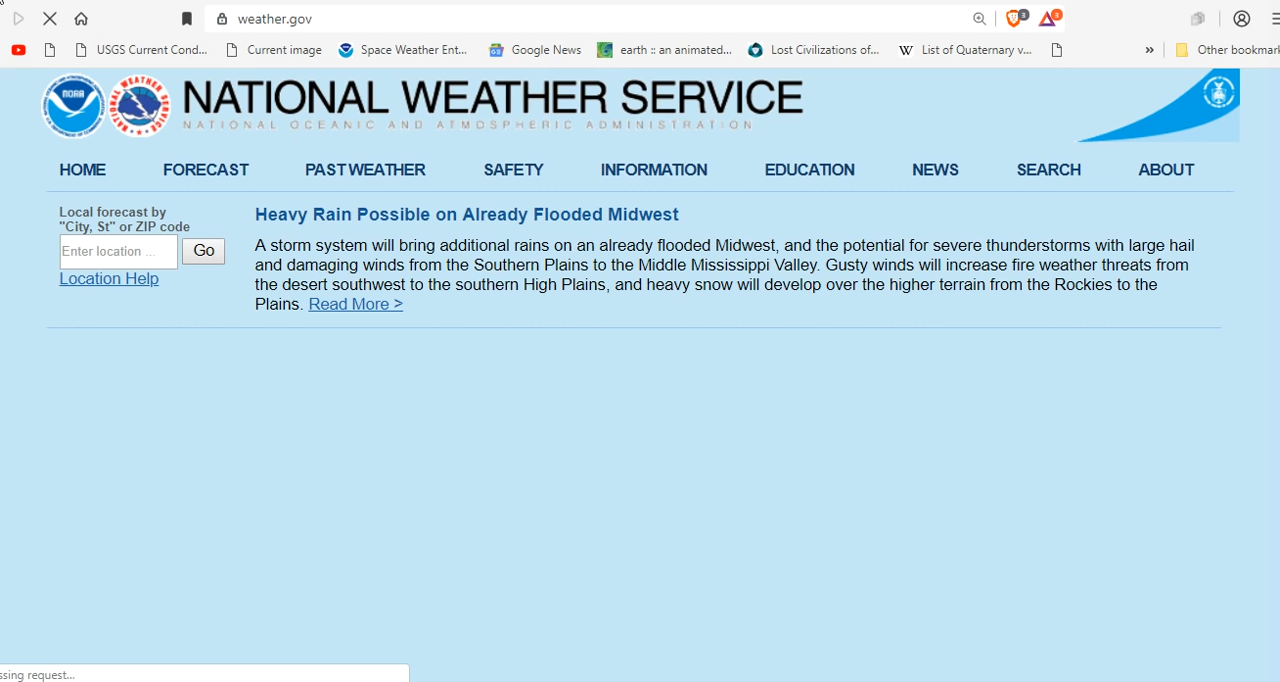 weather.gov
3
3
USGS Current Cond...
Current image
Space Weather Ent...
Google News
earth :: an animated...
Lost Civilizations of...
W List of Quaternary v...
»
Other bookmark
NOAA
NATIONAL WEATHER SERVICE
NATIONAL OCEANIC AND ATMOSPHERIC ADMINISTRATION
HOME FORECAST PAST WEATHER SAFETY INFORMATION EDUCATION NEWS SEARCH ABOUT
Local forecast by
"City, St" or ZIP code
Enter location ...
Go
Location Help
Heavy Rain Possible on Already Flooded Midwest
A storm system will bring additional rains on an already flooded Midwest, and the potential for severe thunderstorms with large hail
and damaging winds from the Southern Plains to the Middle Mississippi Valley. Gusty winds will increase fire weather threats from
the desert southwest to the southern High Plains, and heavy snow will develop over the higher terrain from the Rockies to the
Plains. Read More >
ssing request...